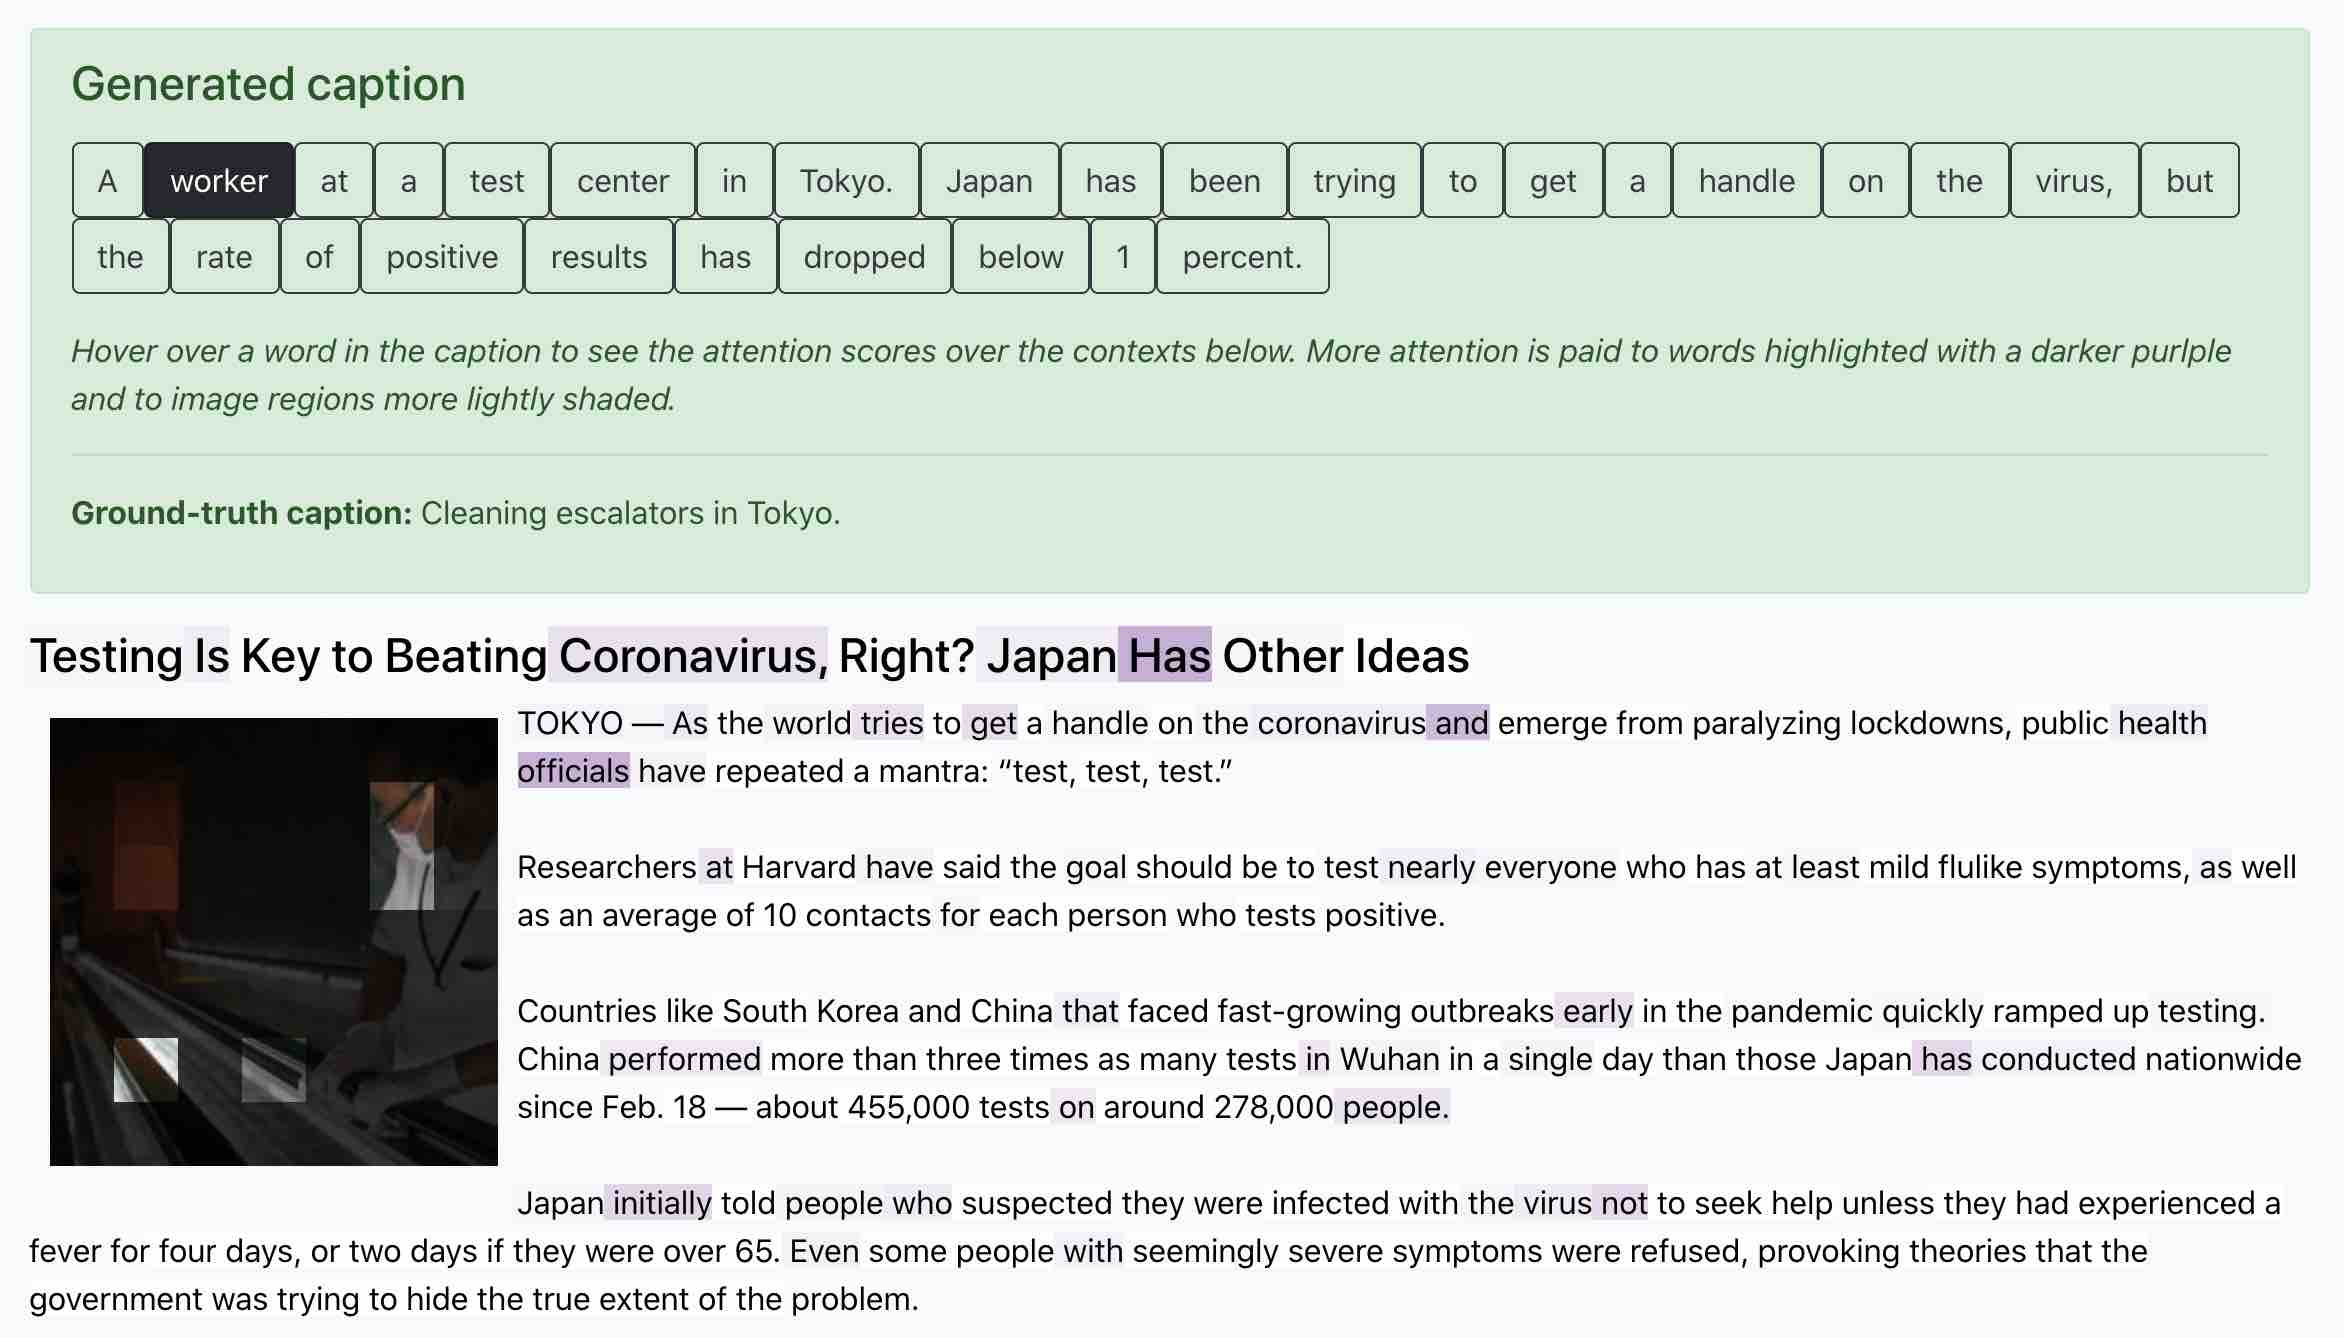 Generated caption
A worker at a test center in Tokyo. Japan has been trying to get a handle on the virus, but
the rate of positive results has dropped below 1 percent.
Hover over a word in the caption to see the attention scores over the contexts below. More attention is paid to words highlighted with a darker purlple
and to image regions more lightly shaded.
Ground-truth caption: Cleaning escalators in Tokyo.
Testing Is Key to Beating Coronavirus, Right? Japan Has Other Ideas
TOKYO — As the world tries to get a handle on the coronavirus and emerge from paralyzing lockdowns, public health
officials have repeated a mantra: “test, test, test.”
Researchers at Harvard have said the goal should be to test nearly everyone who has at least mild flulike symptoms, as well
as an average of 10 contacts for each person who tests positive.
Countries like South Korea and China that faced fast-growing outbreaks early in the pandemic quickly ramped up testing.
China performed more than three times as many tests in Wuhan in a single day than those Japan has conducted nationwide
since Feb. 18 — about 455,000 tests on around 278,000 people.
Japan initially told people who suspected they were infected with the virus not to seek help unless they had experienced a
fever for four days, or two days if they were over 65. Even some people with seemingly severe symptoms were refused, provoking theories that the
government was trying to hide the true extent of the problem.